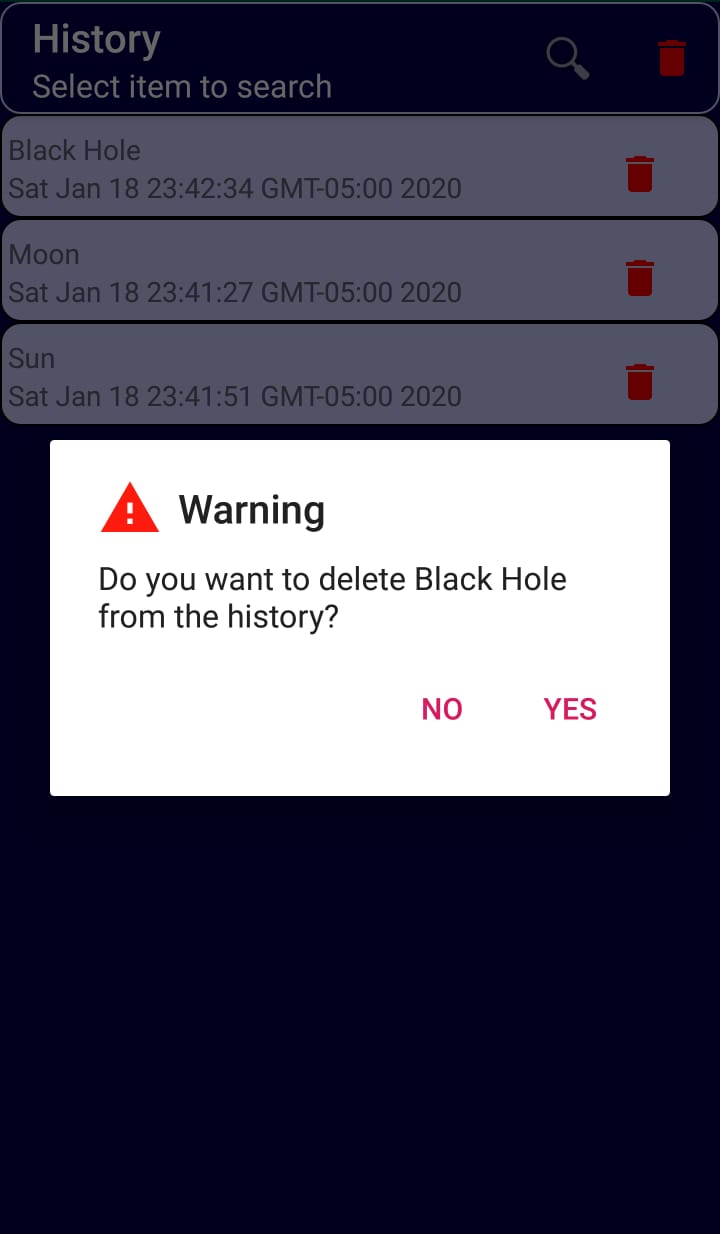 History
Select item to search
Black Hole
Sat Jan 18 23:42:34 GMT-05:00 2020
Moon
Sat Jan 18 23:41:27 GMT-05:00 2020
Sun
Sat Jan 18 23:41:51 GMT-05:00 2020
Warning
Do you want to delete Black Hole
from the history?
NO YES